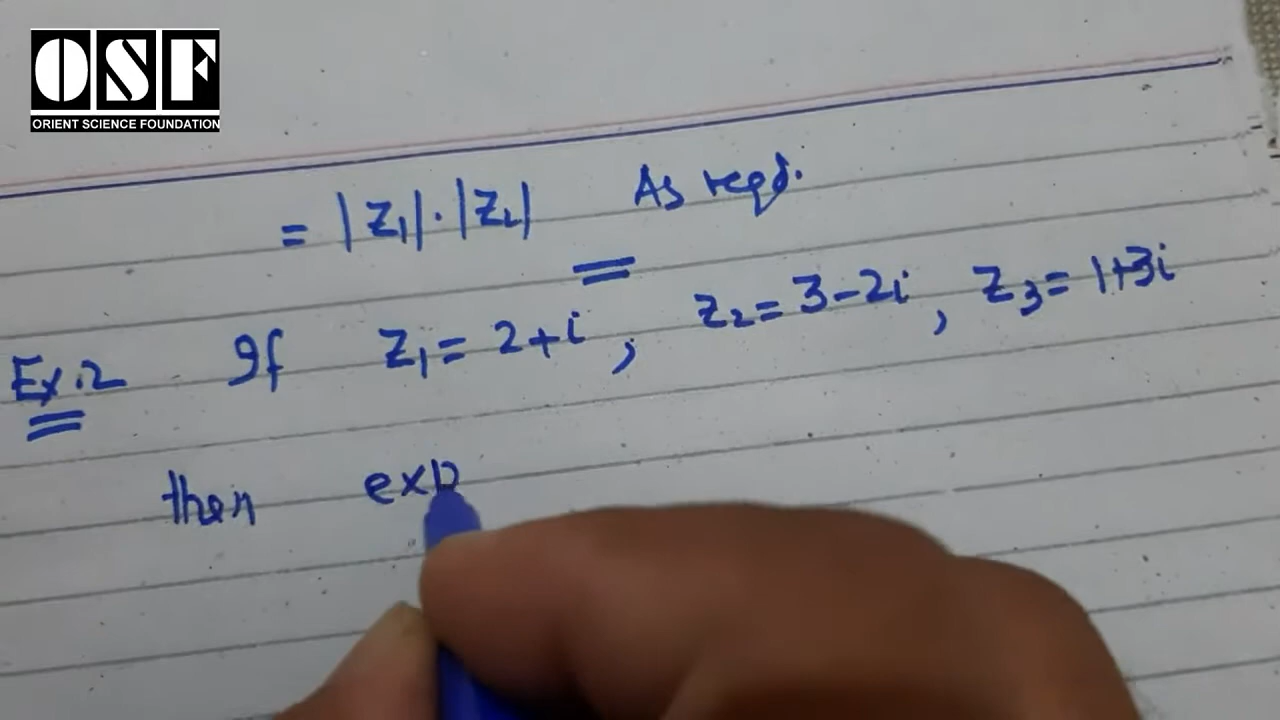 OSF
ORIENT SCIENCE FOUNDATION
= |Z₁|·|Z₂| As reqd.
Ex.2 If Z₁ = 2+i , Z₂ = 3-2i , Z₃ = 1+3i
then exp